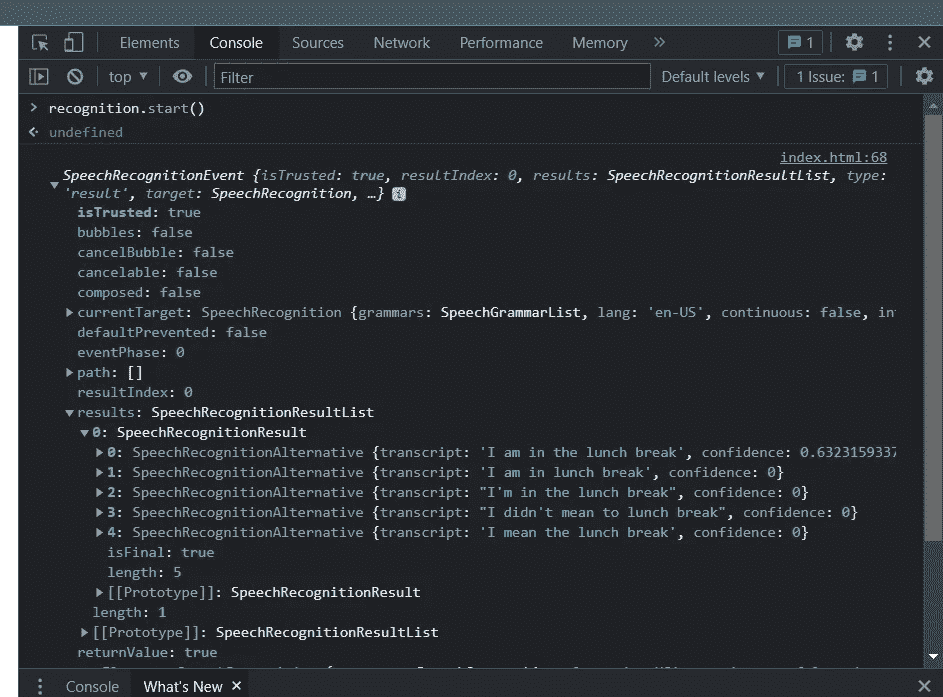 Elements Console Sources Network Performance Memory » 1
top ▼ Filter Default levels ▼ 1 Issue: 1
> recognition.start()
<· undefined
index.html:68
SpeechRecognitionEvent {isTrusted: true, resultIndex: 0, results: SpeechRecognitionResultList, type:
'result', target: SpeechRecognition, …} i
isTrusted: true
bubbles: false
cancelBubble: false
cancelable: false
composed: false
▶currentTarget: SpeechRecognition {grammars: SpeechGrammarList, lang: 'en-US', continuous: false, in
defaultPrevented: false
eventPhase: 0
▶path: []
resultIndex: 0
▼results: SpeechRecognitionResultList
▼0: SpeechRecognitionResult
▶0: SpeechRecognitionAlternative {transcript: 'I am in the lunch break', confidence: 0.6323159337
▶1: SpeechRecognitionAlternative {transcript: 'I am in lunch break', confidence: 0}
▶2: SpeechRecognitionAlternative {transcript: "I'm in the lunch break", confidence: 0}
▶3: SpeechRecognitionAlternative {transcript: "I didn't mean to lunch break", confidence: 0}
▶4: SpeechRecognitionAlternative {transcript: 'I mean the lunch break', confidence: 0}
isFinal: true
length: 5
▶[[Prototype]]: SpeechRecognitionResult
length: 1
▶[[Prototype]]: SpeechRecognitionResultList
returnValue: true
Console What's New ×